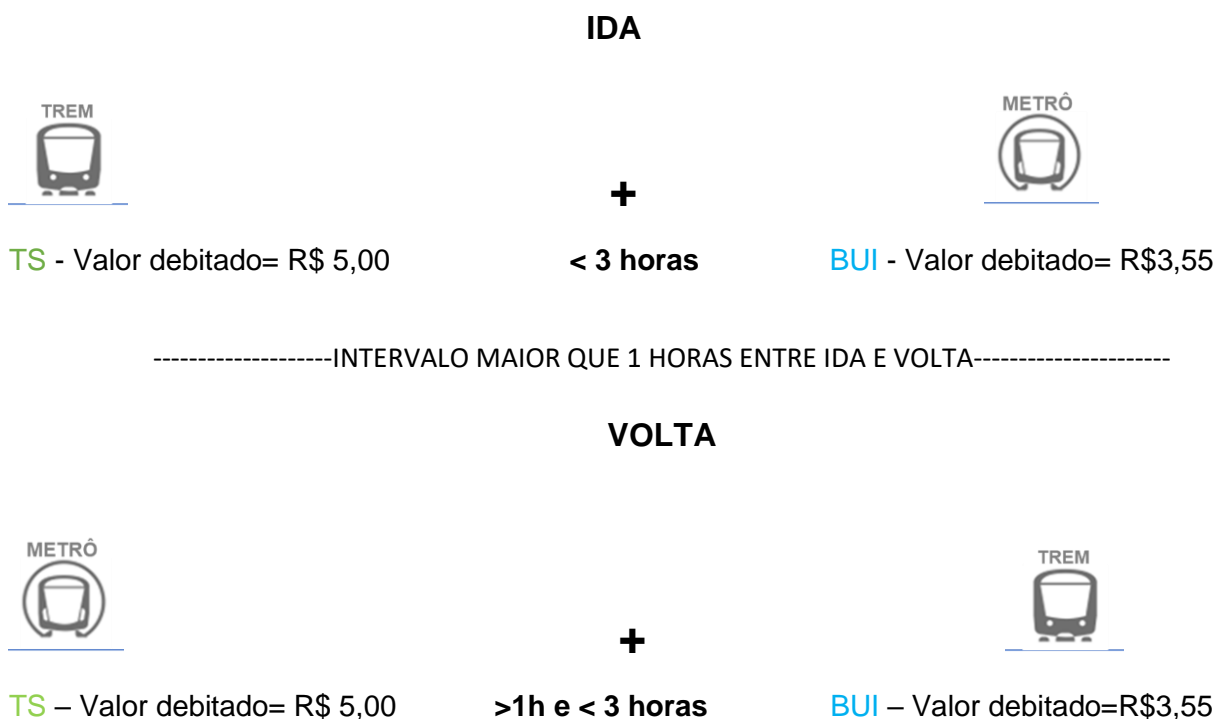 IDA
TREM
METRÔ
+
TS - Valor debitado= R$ 5,00 < 3 horas BUI - Valor debitado= R$3,55
--------------------INTERVALO MAIOR QUE 1 HORAS ENTRE IDA E VOLTA----------------------
VOLTA
METRÔ
TREM
+
TS – Valor debitado= R$ 5,00 >1h e < 3 horas BUI – Valor debitado=R$3,55